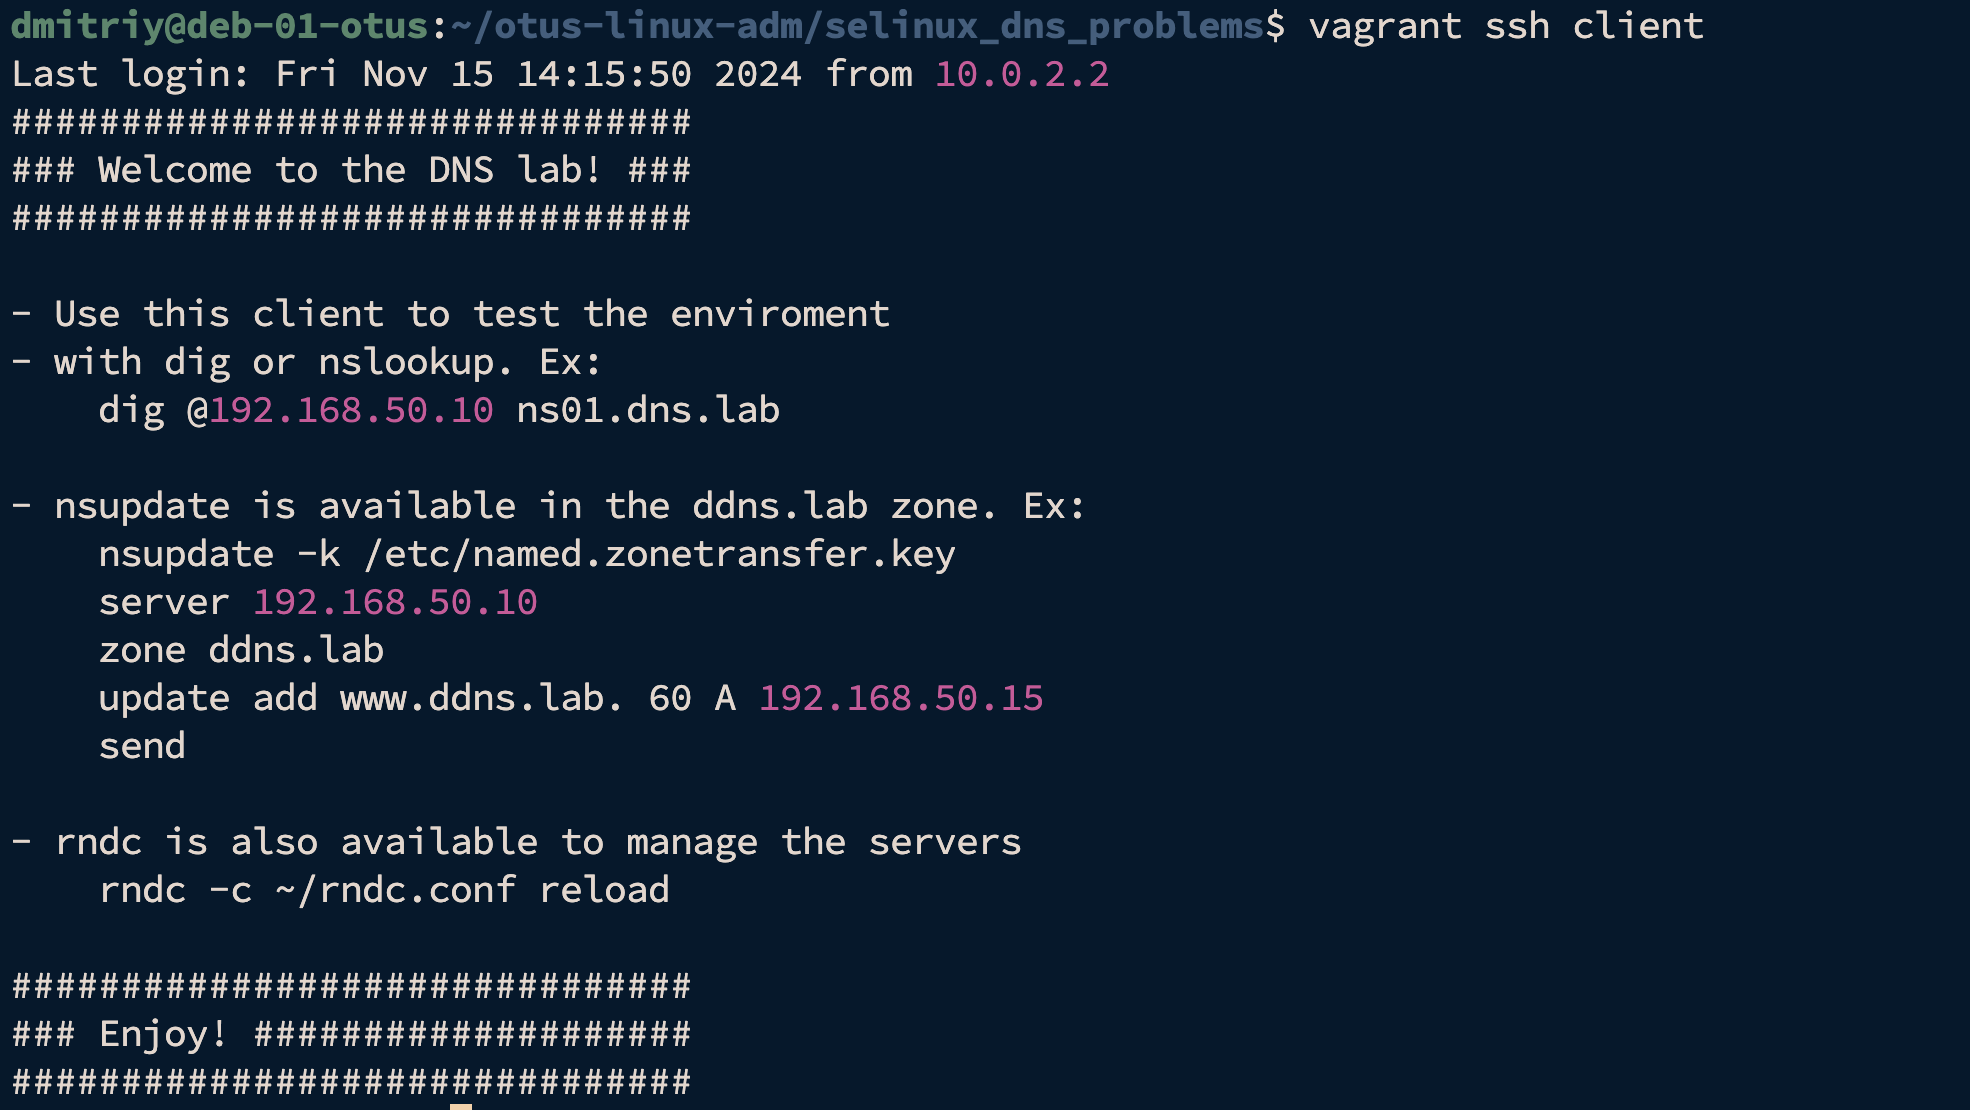 dmitriy@deb-01-otus:~/otus-linux-adm/selinux_dns_problems$ vagrant ssh client
Last login: Fri Nov 15 14:15:50 2024 from 10.0.2.2
###############################
### Welcome to the DNS lab! ###
###############################
- Use this client to test the enviroment
- with dig or nslookup. Ex:
    dig @192.168.50.10 ns01.dns.lab
- nsupdate is available in the ddns.lab zone. Ex:
    nsupdate -k /etc/named.zonetransfer.key
    server 192.168.50.10
    zone ddns.lab
    update add www.ddns.lab. 60 A 192.168.50.15
    send
- rndc is also available to manage the servers
    rndc -c ~/rndc.conf reload
###############################
### Enjoy! ####################
###############################